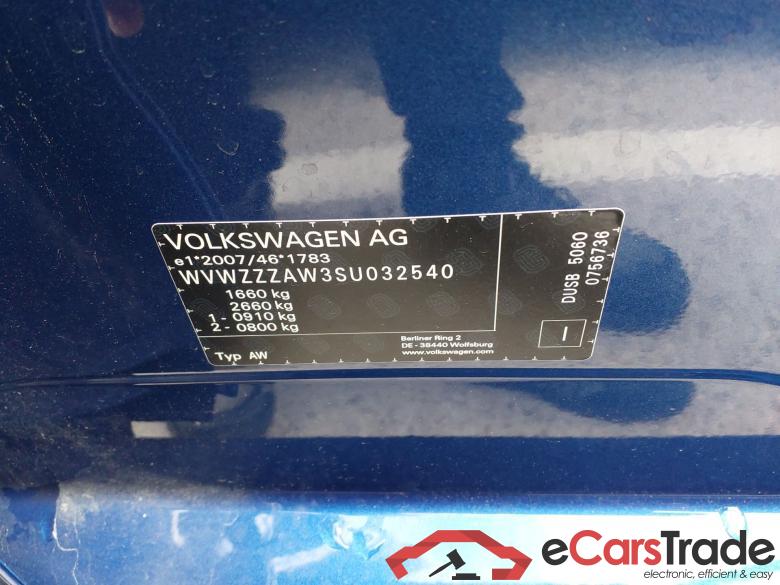 VOLKSWAGEN AG
e1*2007/46*1783
WVWZZZAW3SU032540
1660 kg
2660 kg
1 - 0910 kg
2 - 0800 kg
Typ AW
Berliner Ring 2
DE - 38440 Wolfsburg
www.volkswagen.com
DUSB 5060
0756736
I
eCarsTrade
electronic, efficient & easy